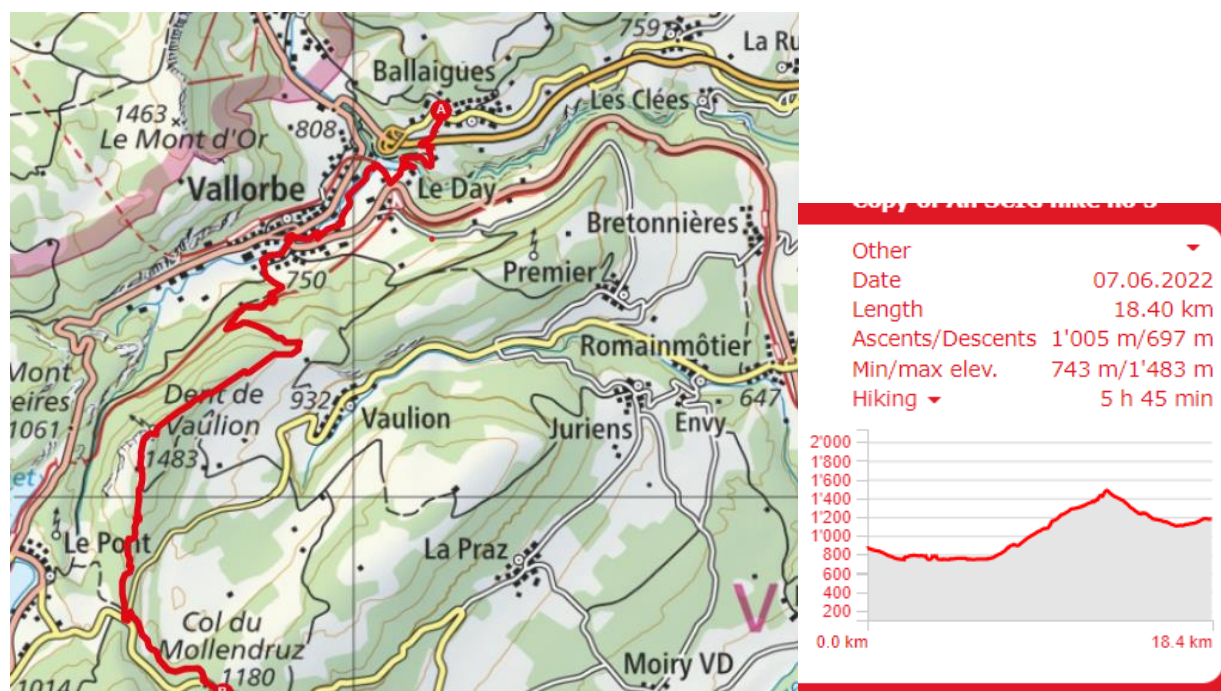 759
La Ru
Ballaigues
A
Les Clées
1463
Le Mont d'Or
808
Vallorbe
Le Day
Bretonnières
750
Premier
Romainmôtier
Mont
eires
1061
Dent de
Vaulion
1483
932
Vaulion
647
Juriens
Envy
et
Le Pont
La Praz
V
Col du
Mollendruz
1180
Moiry VD
1014
Other
Date 07.06.2022
Length 18.40 km
Ascents/Descents 1'005 m/697 m
Min/max elev. 743 m/1'483 m
Hiking 5 h 45 min
2'000
1'800
1'600
1'400
1'200
1'000
800
600
400
200
0.0 km 18.4 km